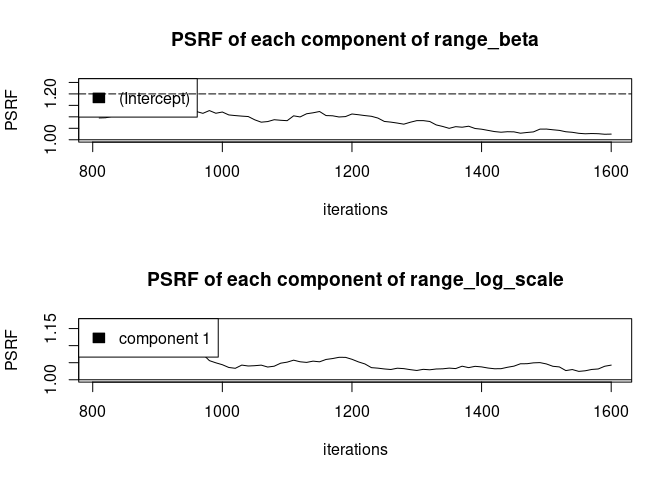 PSRF of each component of range_beta
PSRF
1.20
1.00
(Intercept)
800 1000 1200 1400 1600
iterations
PSRF of each component of range_log_scale
PSRF
1.15
1.00
component 1
800 1000 1200 1400 1600
iterations